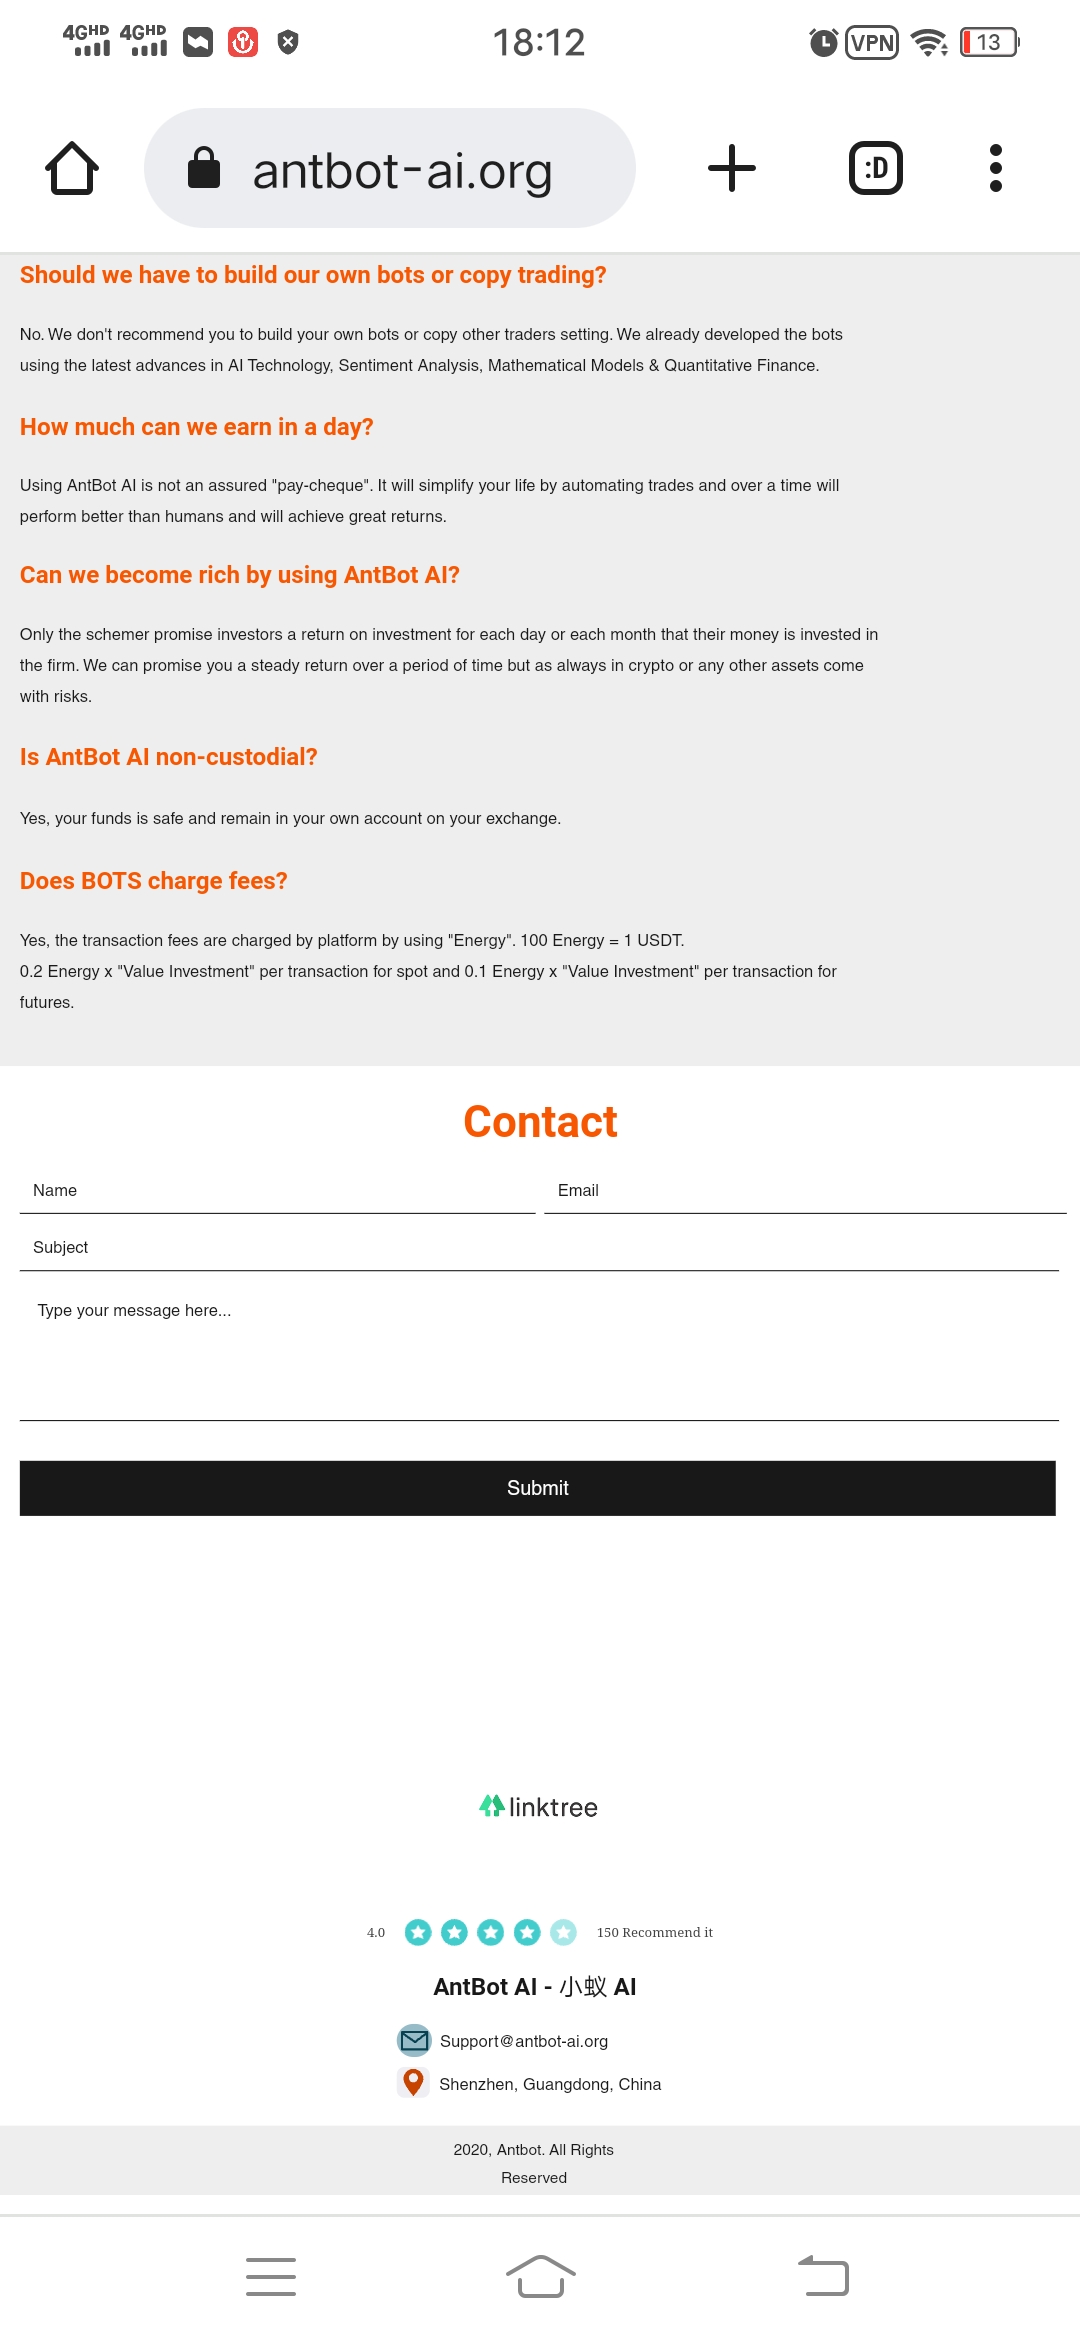 4GHD 4GHD 18:12 VPN 13
antbot-ai.org :D
Should we have to build our own bots or copy trading?
No. We don't recommend you to build your own bots or copy other traders setting. We already developed the bots
using the latest advances in AI Technology, Sentiment Analysis, Mathematical Models & Quantitative Finance.
How much can we earn in a day?
Using AntBot AI is not an assured "pay-cheque". It will simplify your life by automating trades and over a time will
perform better than humans and will achieve great returns.
Can we become rich by using AntBot AI?
Only the schemer promise investors a return on investment for each day or each month that their money is invested in
the firm. We can promise you a steady return over a period of time but as always in crypto or any other assets come
with risks.
Is AntBot AI non-custodial?
Yes, your funds is safe and remain in your own account on your exchange.
Does BOTS charge fees?
Yes, the transaction fees are charged by platform by using "Energy". 100 Energy = 1 USDT.
0.2 Energy x "Value Investment" per transaction for spot and 0.1 Energy x "Value Investment" per transaction for
futures.
Contact
Name Email
Subject
Type your message here...
Submit
linktree
4.0 150 Recommend it
AntBot AI - 小蚁 AI
Support@antbot-ai.org
Shenzhen, Guangdong, China
2020, Antbot. All Rights
Reserved